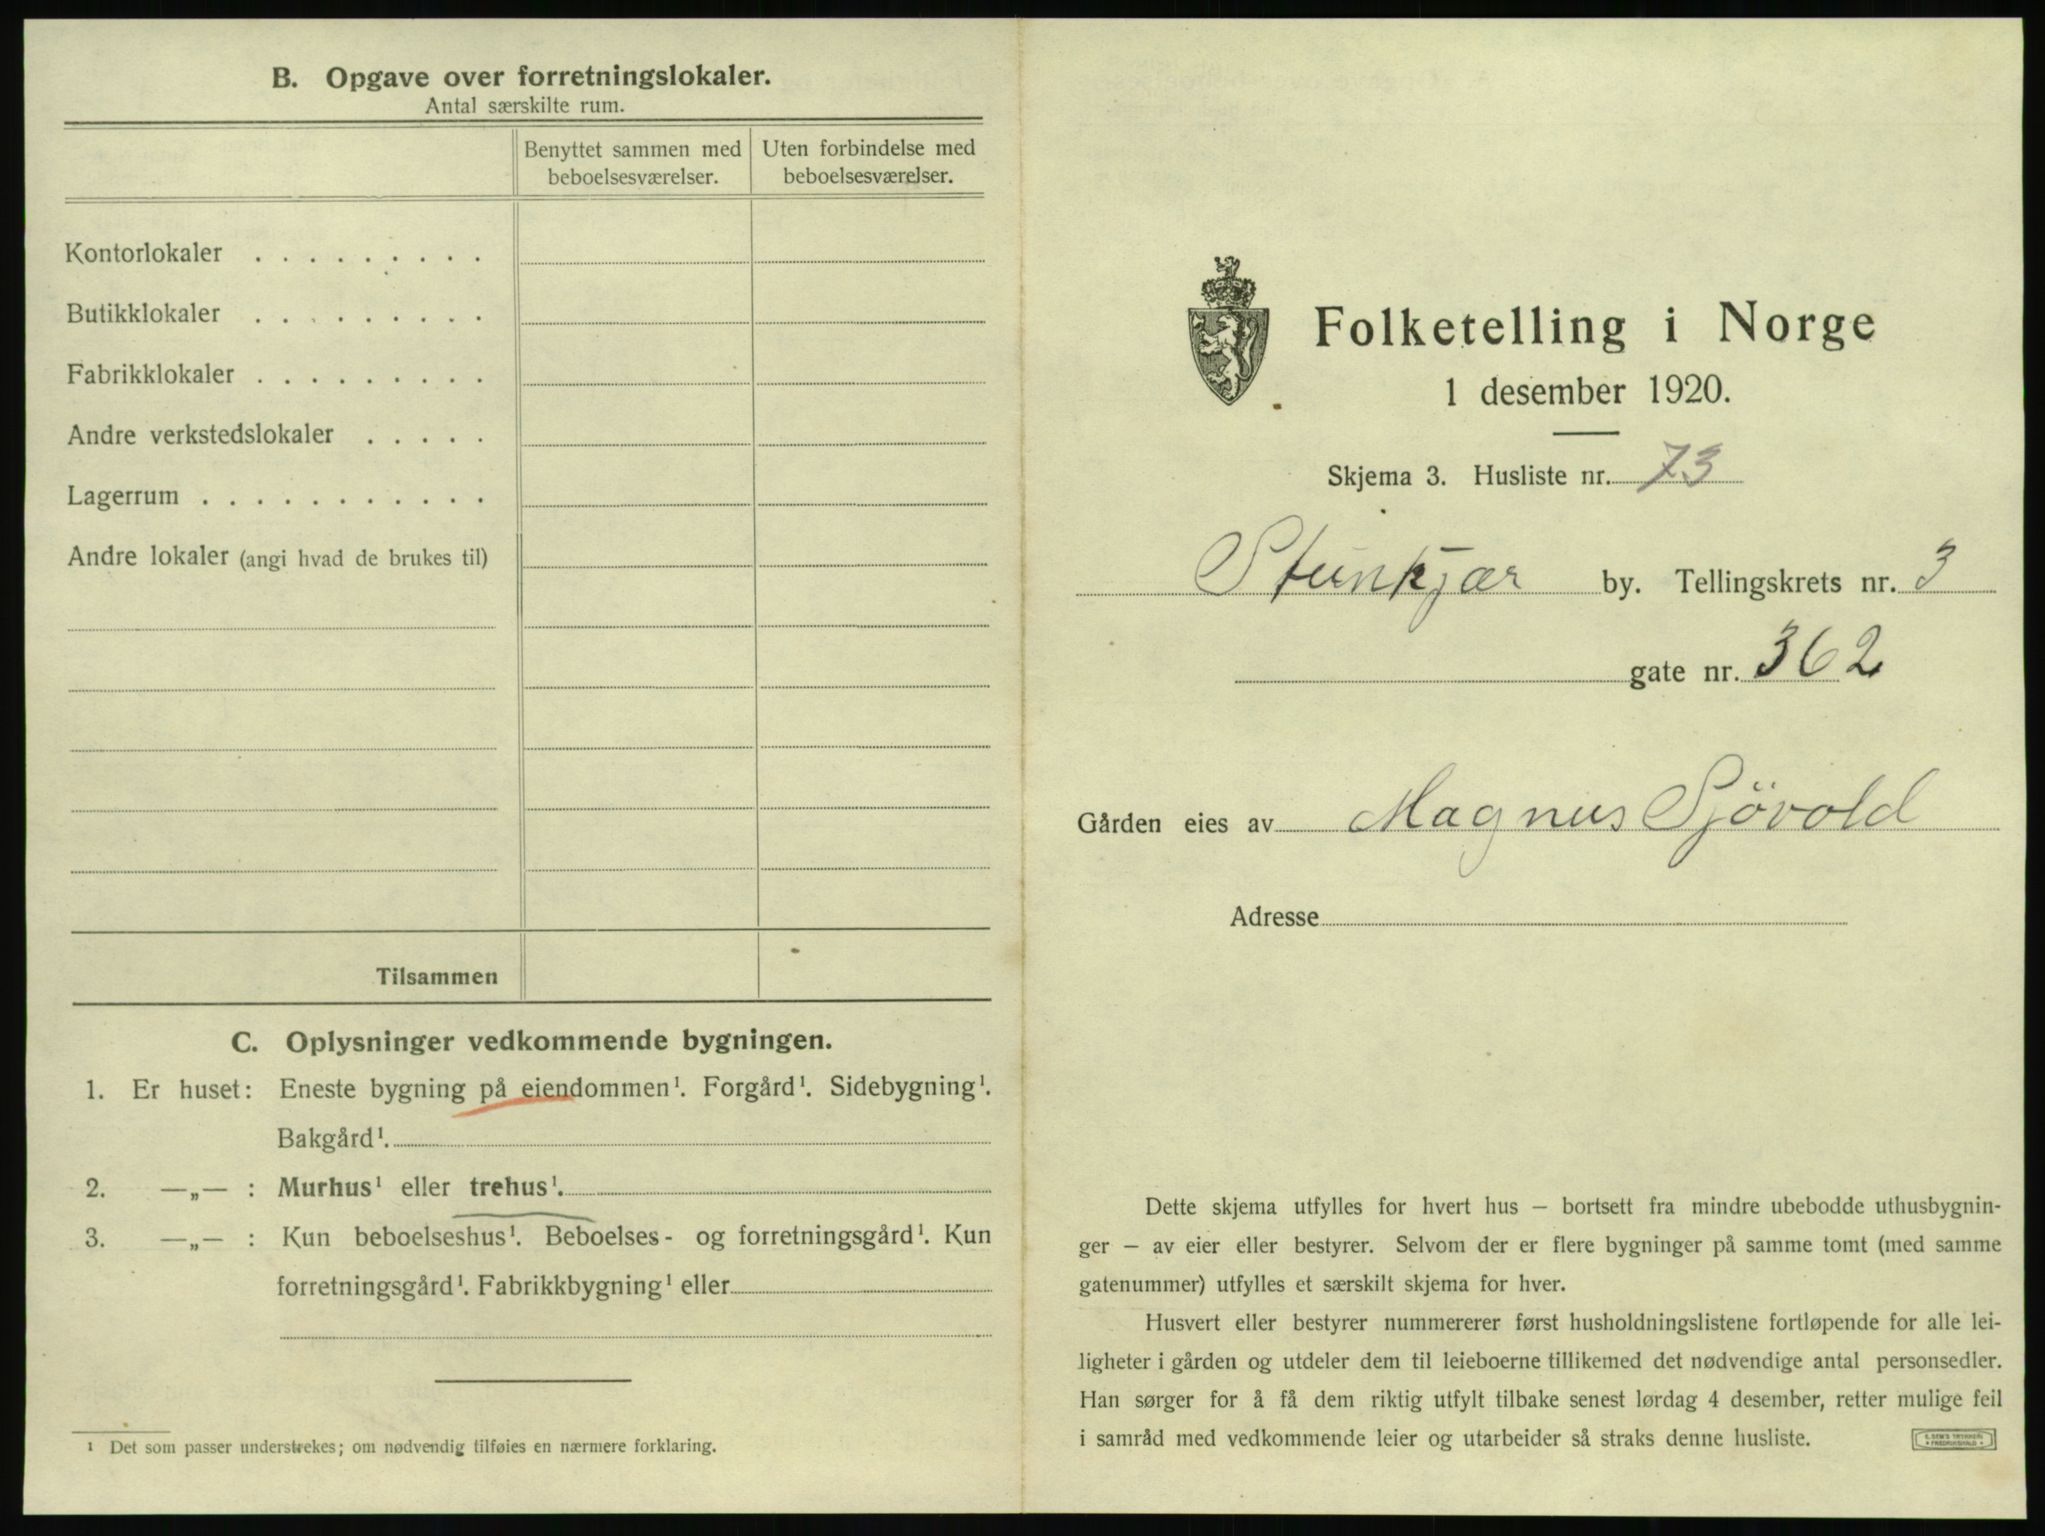 B. Opgave over forretningslokaler.
Antal særskilte rum.
Benyttet sammen med beboelsesværelser.
Uten forbindelse med beboelsesværelser.
Kontorlokaler . . . . . . . . .
Butikklokaler . . . . . . . . .
Fabrikklokaler . . . . . . . . .
Andre verkstedslokaler . . . . .
Lagerrum . . . . . . . . . . .
Andre lokaler (angi hvad de brukes til)
Tilsammen
C. Oplysninger vedkommende bygningen.
1. Er huset: Eneste bygning på eiendommen¹. Forgård¹. Sidebygning¹.
Bakgård¹.
2. —„— : Murhus¹ eller trehus¹.
3. —„— : Kun beboelseshus¹. Beboelses- og forretningsgård¹. Kun
forretningsgård¹. Fabrikkbygning¹ eller
¹ Det som passer understrekes; om nødvendig tilføies en nærmere forklaring.
Folketelling i Norge
1 desember 1920.
Skjema 3. Husliste nr. 73
Stenkjær by. Tellingskrets nr. 3
gate nr. 362
Gården eies av Magnus Sjövold
Adresse
Dette skjema utfylles for hvert hus – bortsett fra mindre ubebodde uthusbygnin-
ger – av eier eller bestyrer. Selvom der er flere bygninger på samme tomt (med samme
gatenummer) utfylles et særskilt skjema for hver.
Husvert eller bestyrer nummererer først husholdningslistene fortløpende for alle lei-
ligheter i gården og utdeler dem til leieboerne tillikemed det nødvendige antal personsedler.
Han sørger for å få dem riktig utfylt tilbake senest lørdag 4 desember, retter mulige feil
i samråd med vedkommende leier og utarbeider så straks denne husliste.